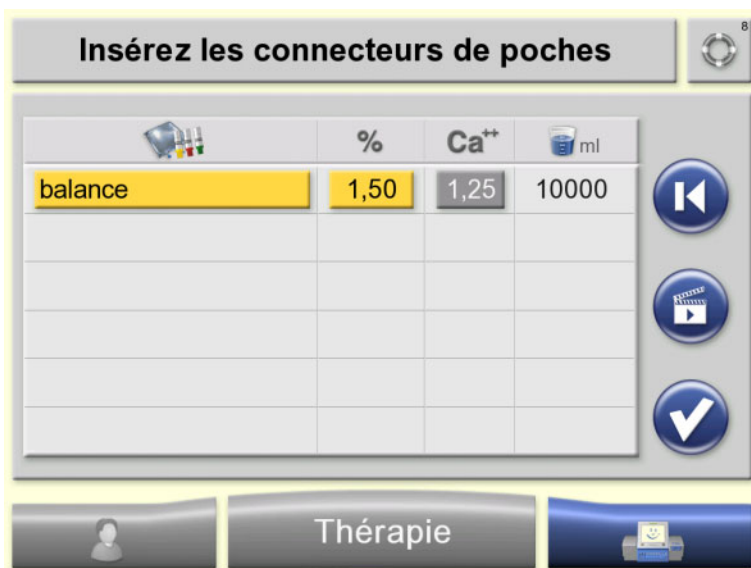 Insérez les connecteurs de poches
8
% Ca++ ml
balance 1,50 1,25 10000
Thérapie